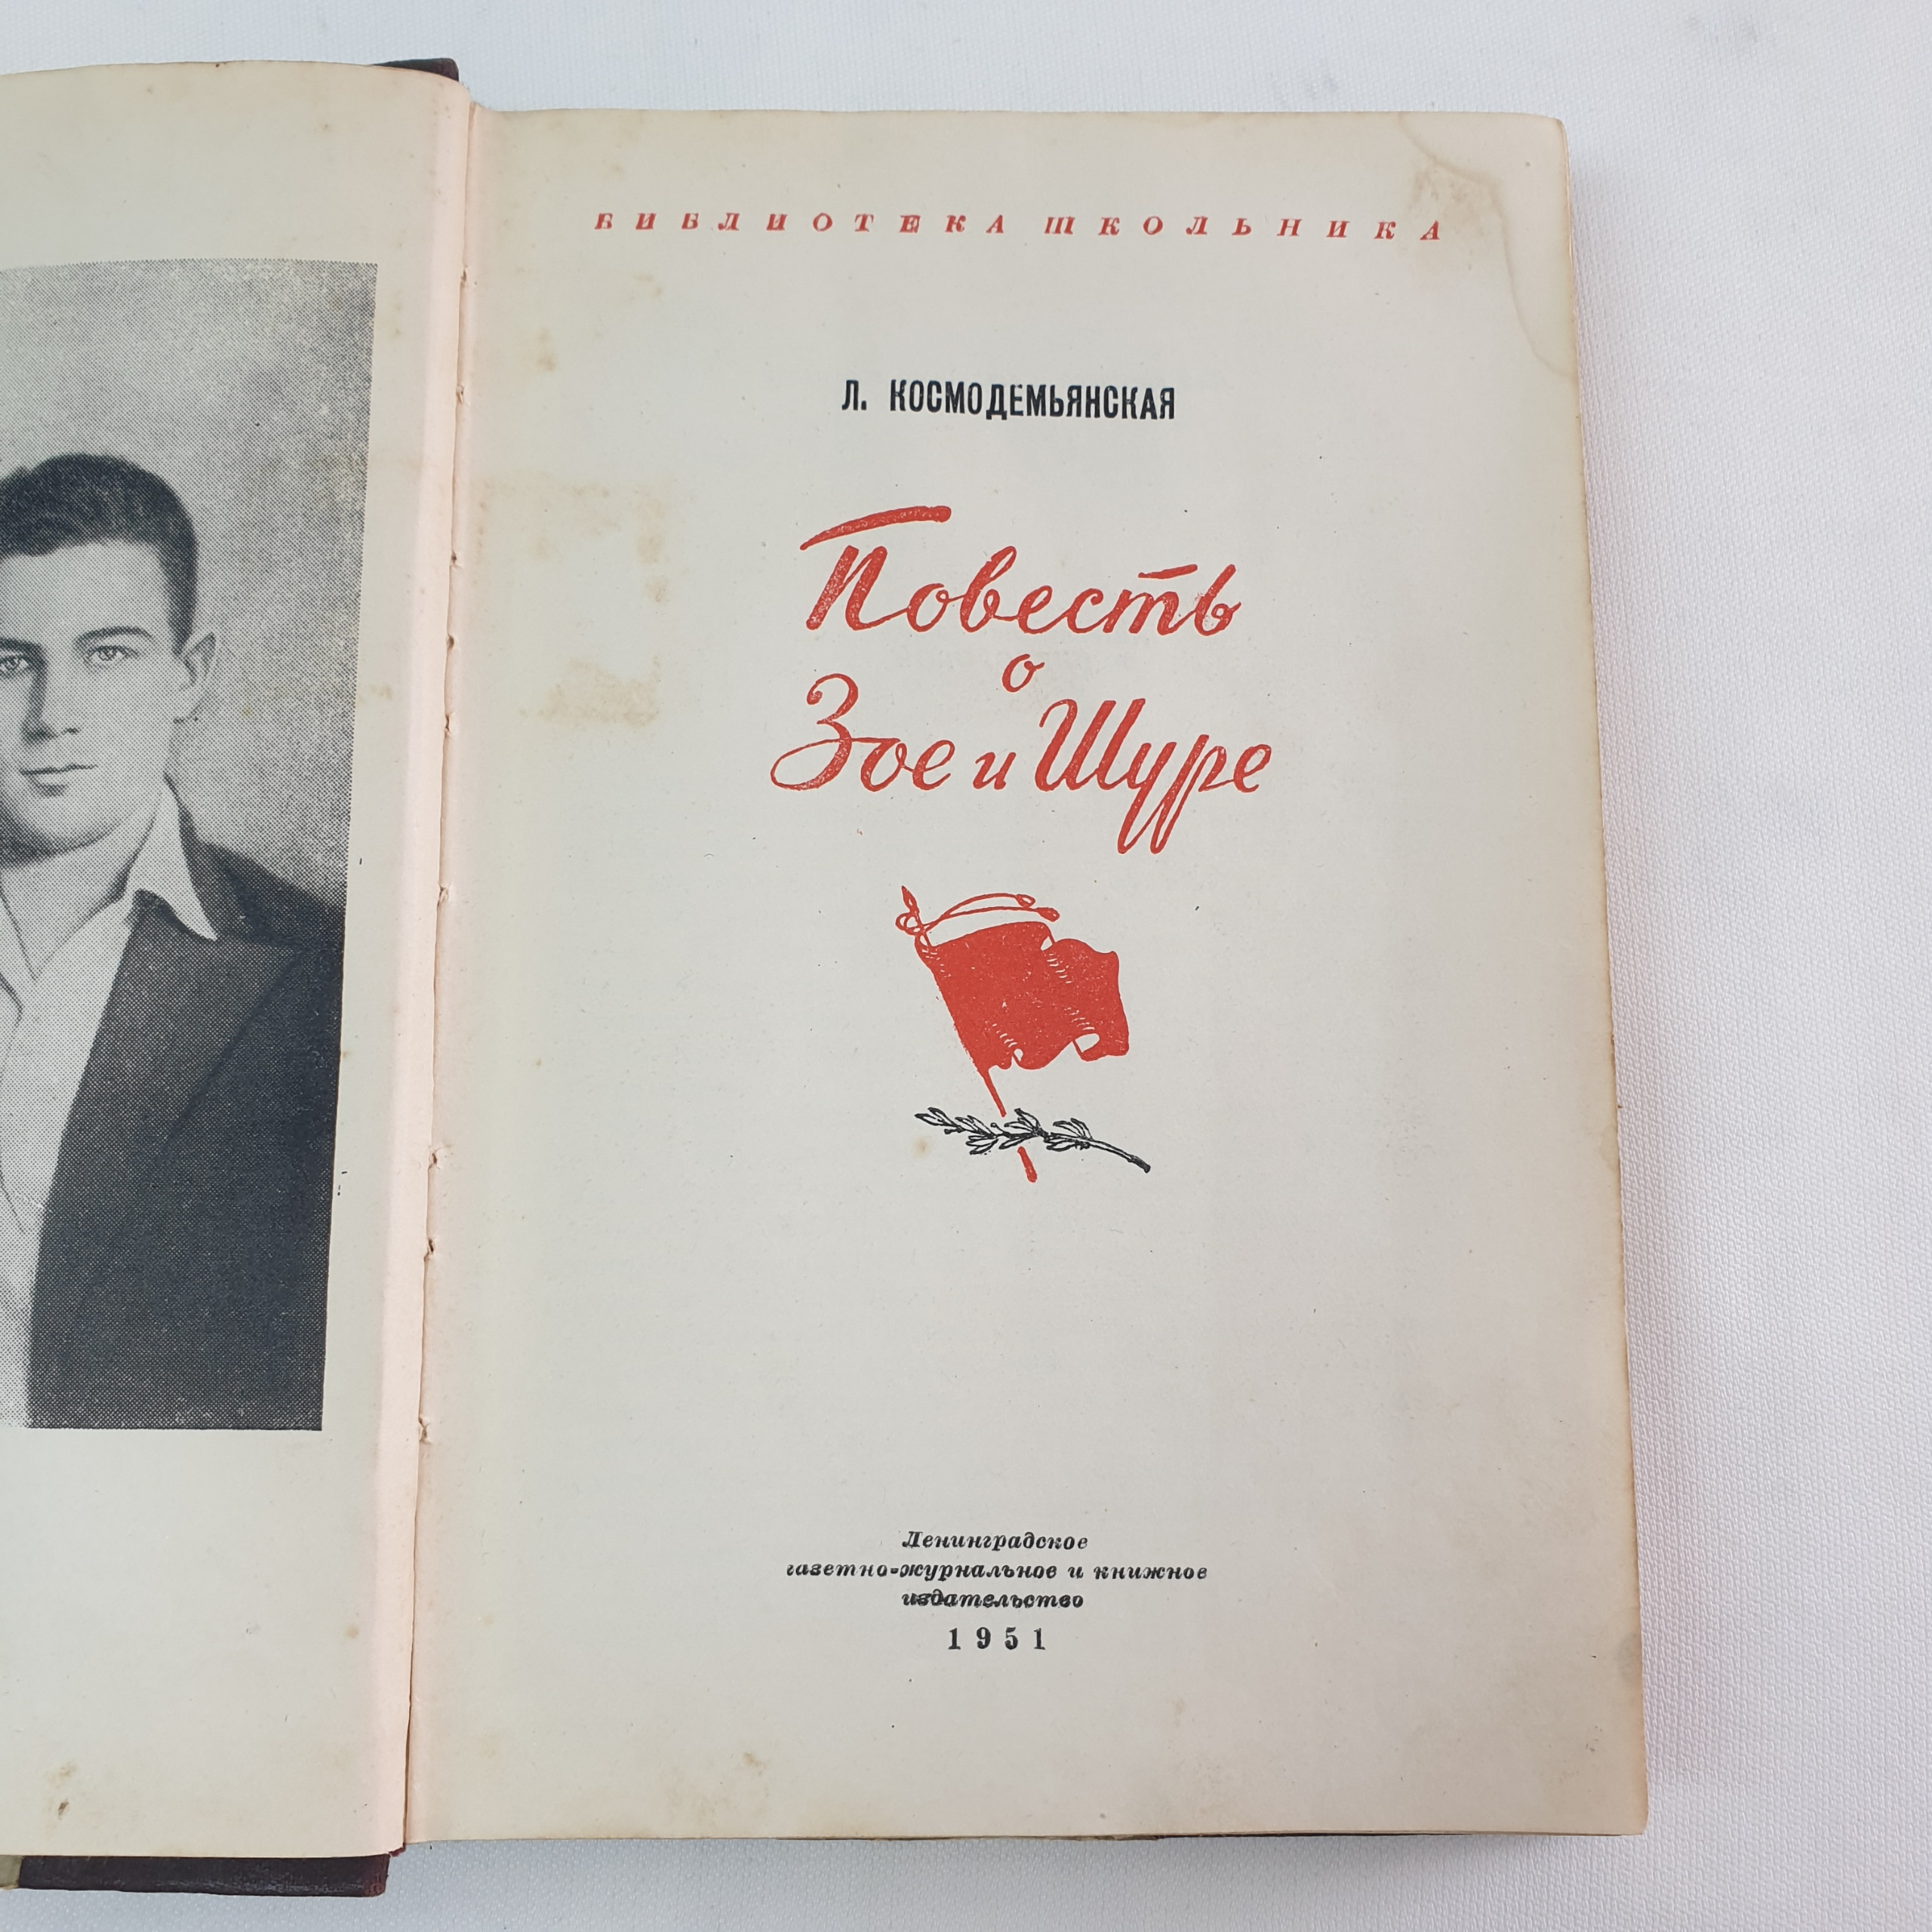 БИБЛИОТЕКА ШКОЛЬНИКА
Л. КОСМОДЕМЬЯНСКАЯ
Повесть
о
Зое и Шуре
Ленинградское
газетно-журнальное и книжное
издательство
1951